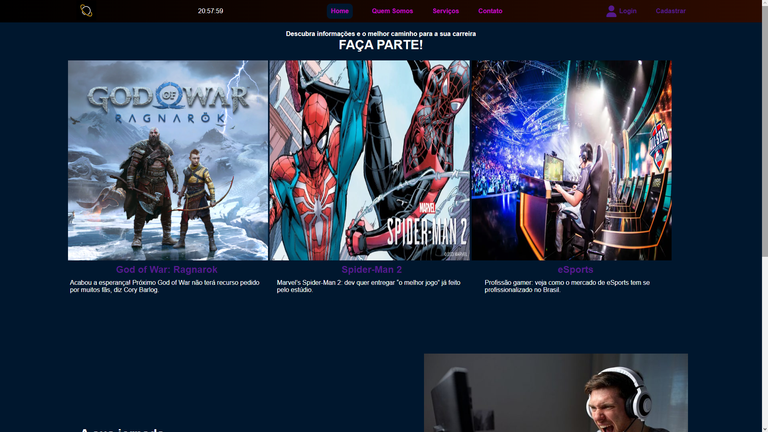 20:57:59
Home
Quem Somos
Serviços
Contato
Login
Cadastrar
Descubra informações e o melhor caminho para a sua carreira
FAÇA PARTE!
GOD OF WAR
RAGNARÖK
MARVEL
SPIDER-MAN 2
ALL-STAR
God of War: Ragnarok
Spider-Man 2
eSports
Acabou a esperança! Próximo God of War não terá recurso pedido
por muitos fãs, diz Cory Barlog.
Marvel's Spider-Man 2: dev quer entregar "o melhor jogo" já feito
pelo estúdio.
Profissão gamer: veja como o mercado de eSports tem se
profissionalizado no Brasil.
A sua jornada